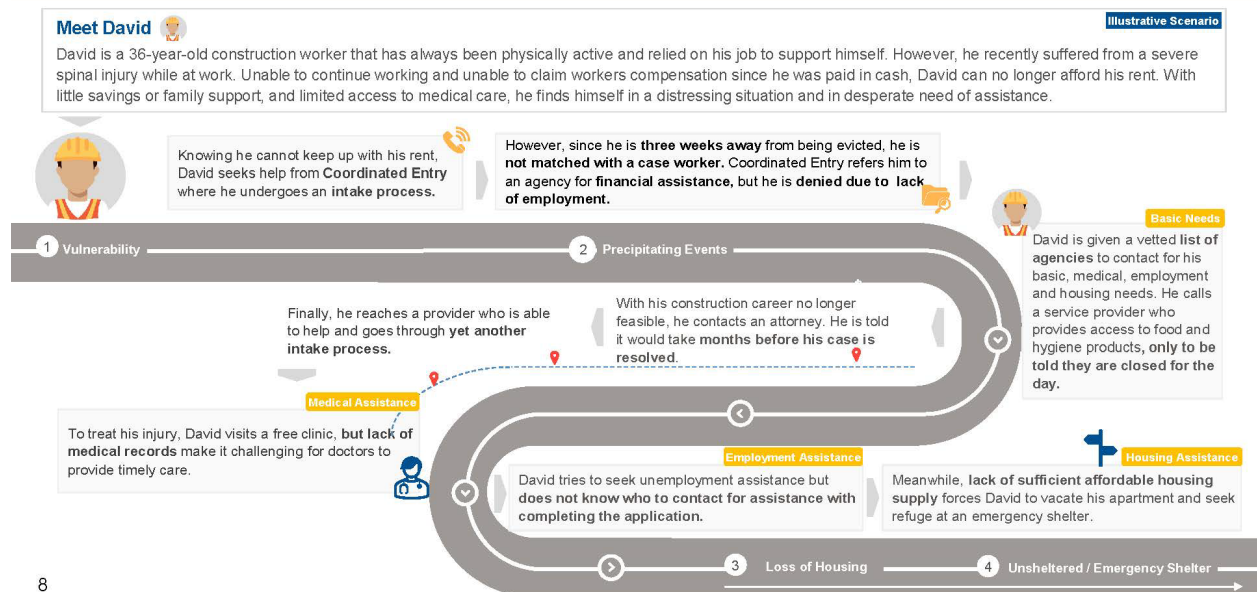 Meet David
Illustrative Scenario
David is a 36-year-old construction worker that has always been physically active and relied on his job to support himself. However, he recently suffered from a severe
spinal injury while at work. Unable to continue working and unable to claim workers compensation since he was paid in cash, David can no longer afford his rent. With
little savings or family support, and limited access to medical care, he finds himself in a distressing situation and in desperate need of assistance.
Knowing he cannot keep up with his rent,
David seeks help from Coordinated Entry
where he undergoes an intake process.
However, since he is three weeks away from being evicted, he is
not matched with a case worker. Coordinated Entry refers him to
an agency for financial assistance, but he is denied due to lack
of employment.
1 Vulnerability
2 Precipitating Events
Basic Needs
David is given a vetted list of
agencies to contact for his
basic, medical, employment
and housing needs. He calls
a service provider who
provides access to food and
hygiene products, only to be
told they are closed for the
day.
With his construction career no longer
feasible, he contacts an attorney. He is told
it would take months before his case is
resolved.
Finally, he reaches a provider who is able
to help and goes through yet another
intake process.
Medical Assistance
To treat his injury, David visits a free clinic, but lack of
medical records make it challenging for doctors to
provide timely care.
Employment Assistance
David tries to seek unemployment assistance but
does not know who to contact for assistance with
completing the application.
Housing Assistance
Meanwhile, lack of sufficient affordable housing
supply forces David to vacate his apartment and seek
refuge at an emergency shelter.
3 Loss of Housing
4 Unsheltered / Emergency Shelter
8